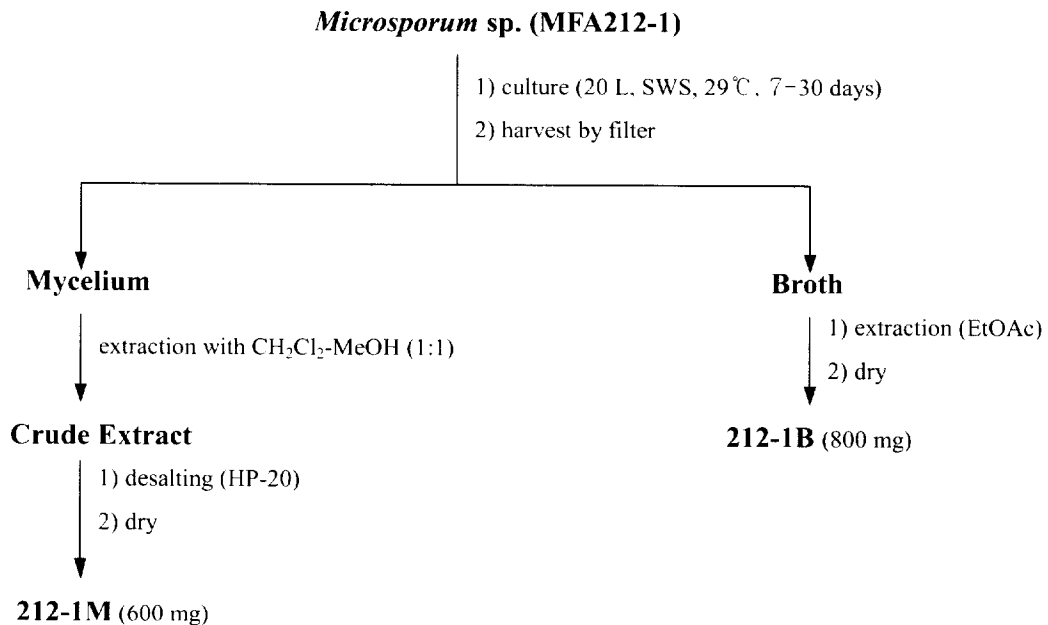 Microsporum sp. (MFA212-1)
1) culture (20 L, SWS, 29℃, 7-30 days)
2) harvest by filter
Mycelium
extraction with CH₂Cl₂-MeOH (1:1)
Crude Extract
1) desalting (HP-20)
2) dry
212-1M (600 mg)
Broth
1) extraction (EtOAc)
2) dry
212-1B (800 mg)